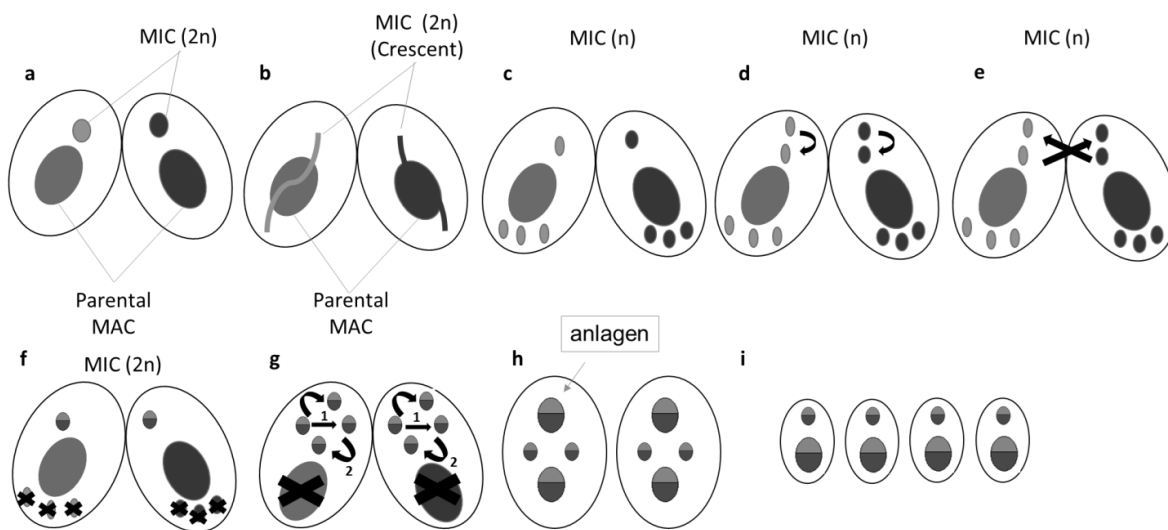 MIC (2n)
MIC (2n)
(Crescent)
MIC (n)
MIC (n)
MIC (n)
a
b
c
d
e
Parental
MAC
Parental
MAC
MIC (2n)
f
g
1
2
1
2
anlagen
h
i